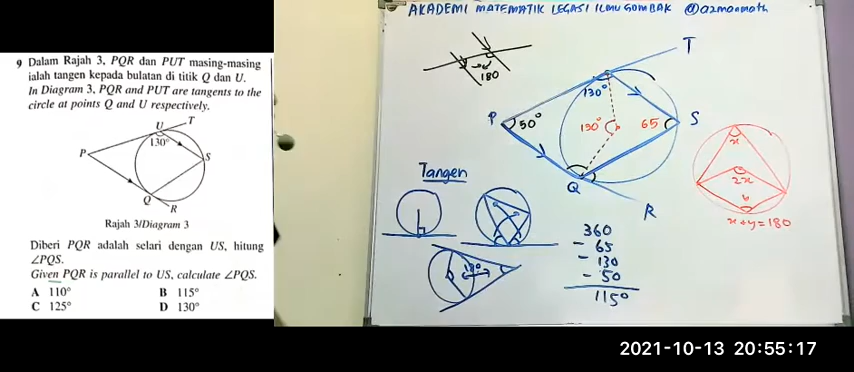 9 Dalam Rajah 3, PQR dan PUT masing-masing
ialah tangen kepada bulatan di titik Q dan U.
In Diagram 3, PQR and PUT are tangents to the
circle at points Q and U respectively.
U
T
130°
P
S
Q
R
Rajah 3/Diagram 3
Diberi PQR adalah selari dengan US, hitung
∠PQS.
Given PQR is parallel to US, calculate ∠PQS.
A 110° B 115°
C 125° D 130°
AKADEMI MATEMATIK LEGASI ILMU GOMBAK @azmanmath
180
T
130°
P
50°
130°
65
S
Q
R
x
2x
y
x+y=180
Tangen
180
360
- 65
- 130
- 50
115°
2021-10-13 20:55:17